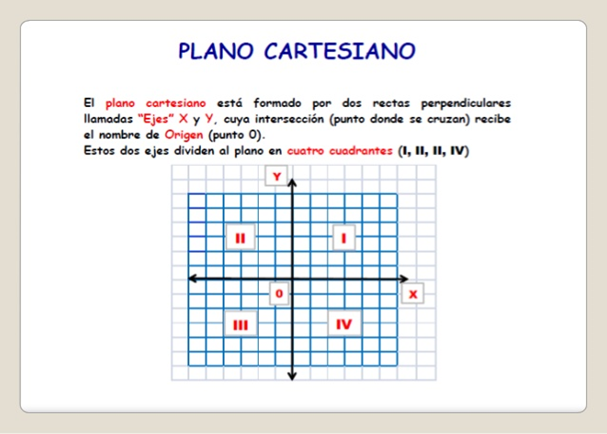 PLANO CARTESIANO
El plano cartesiano está formado por dos rectas perpendiculares
llamadas "Ejes" X y Y, cuya intersección (punto donde se cruzan) recibe
el nombre de Origen (punto 0).
Estos dos ejes dividen al plano en cuatro cuadrantes (I, II, II, IV)
Y
II
I
0
X
III
IV